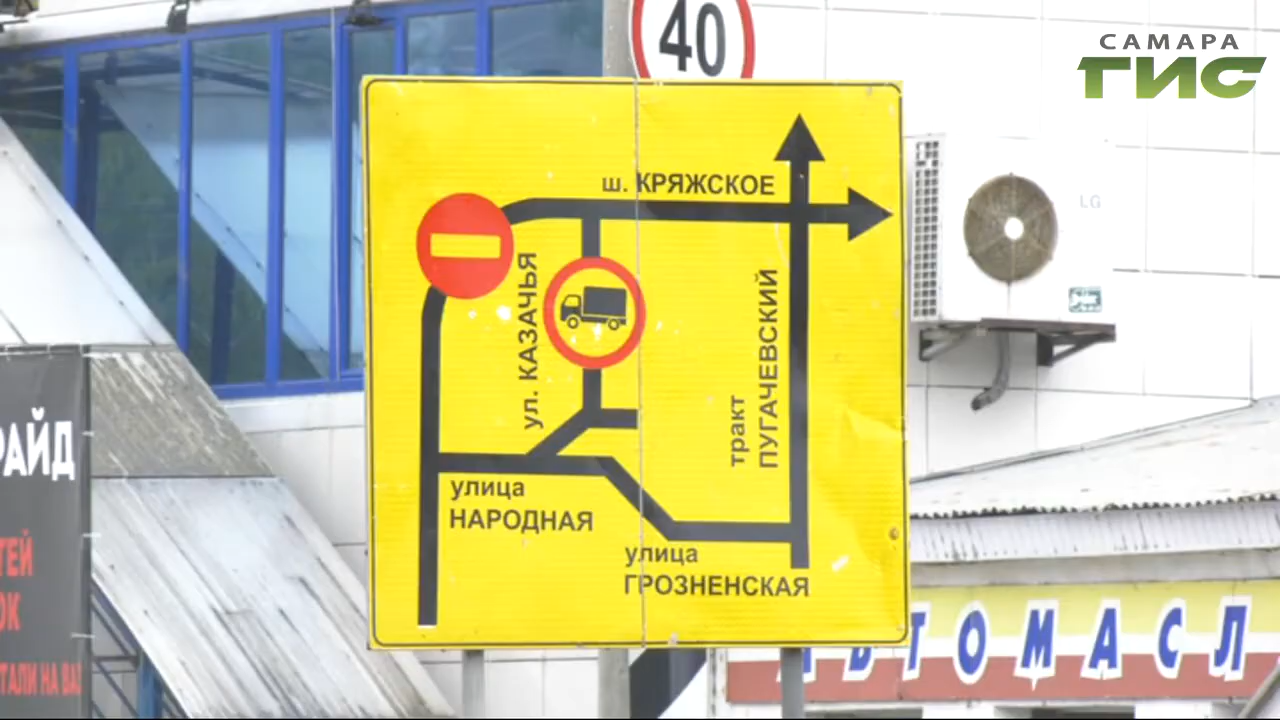 40
САМАРА
ГИС
ш. КРЯЖСКОЕ
ул. КАЗАЧЬЯ
тракт
ПУГАЧЕВСКИЙ
LG
улица
НАРОДНАЯ
улица
ГРОЗНЕНСКАЯ
РАЙД
ТЕЙ
ОК
ТАЛИ НА ВА
АВТОМАСЛ